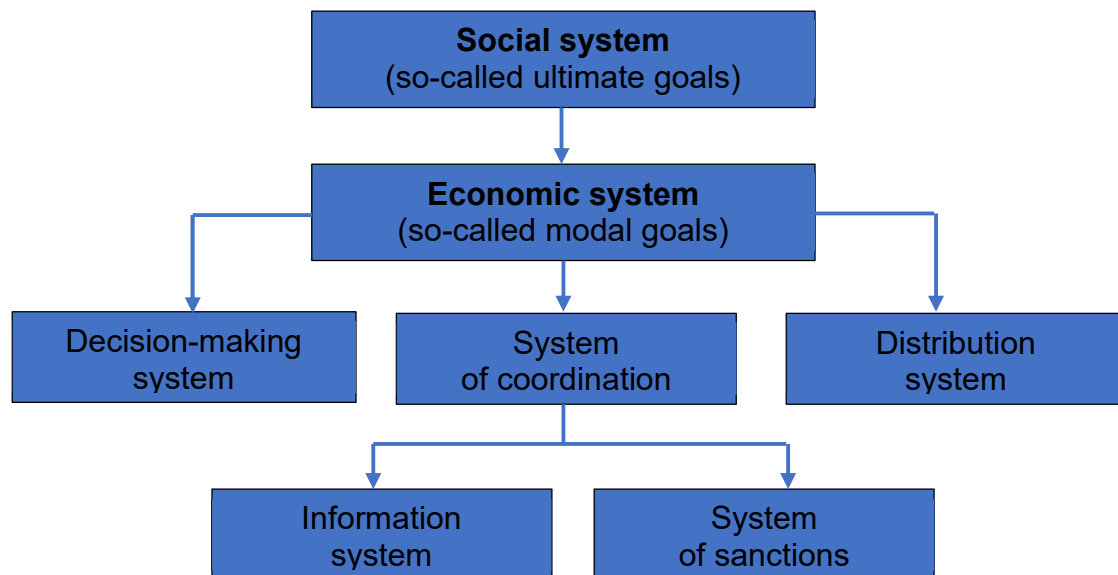 Social system
(so-called ultimate goals)
Economic system
(so-called modal goals)
Decision-making
system
System
of coordination
Distribution
system
Information
system
System
of sanctions